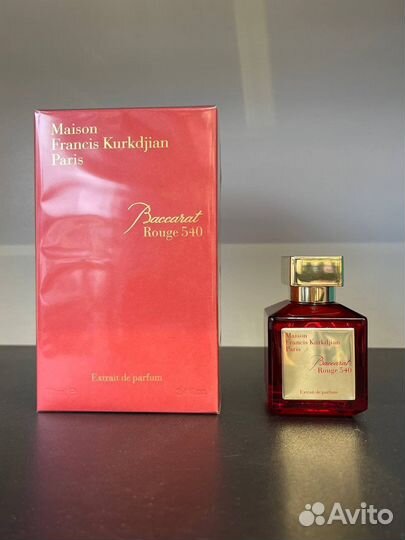 Maison
Francis Kurkdjian
Paris
Baccarat
Rouge 540
Extrait de parfum
Maison
Francis Kurkdjian
Paris
Baccarat
Rouge 540
Extrait de parfum
Avito